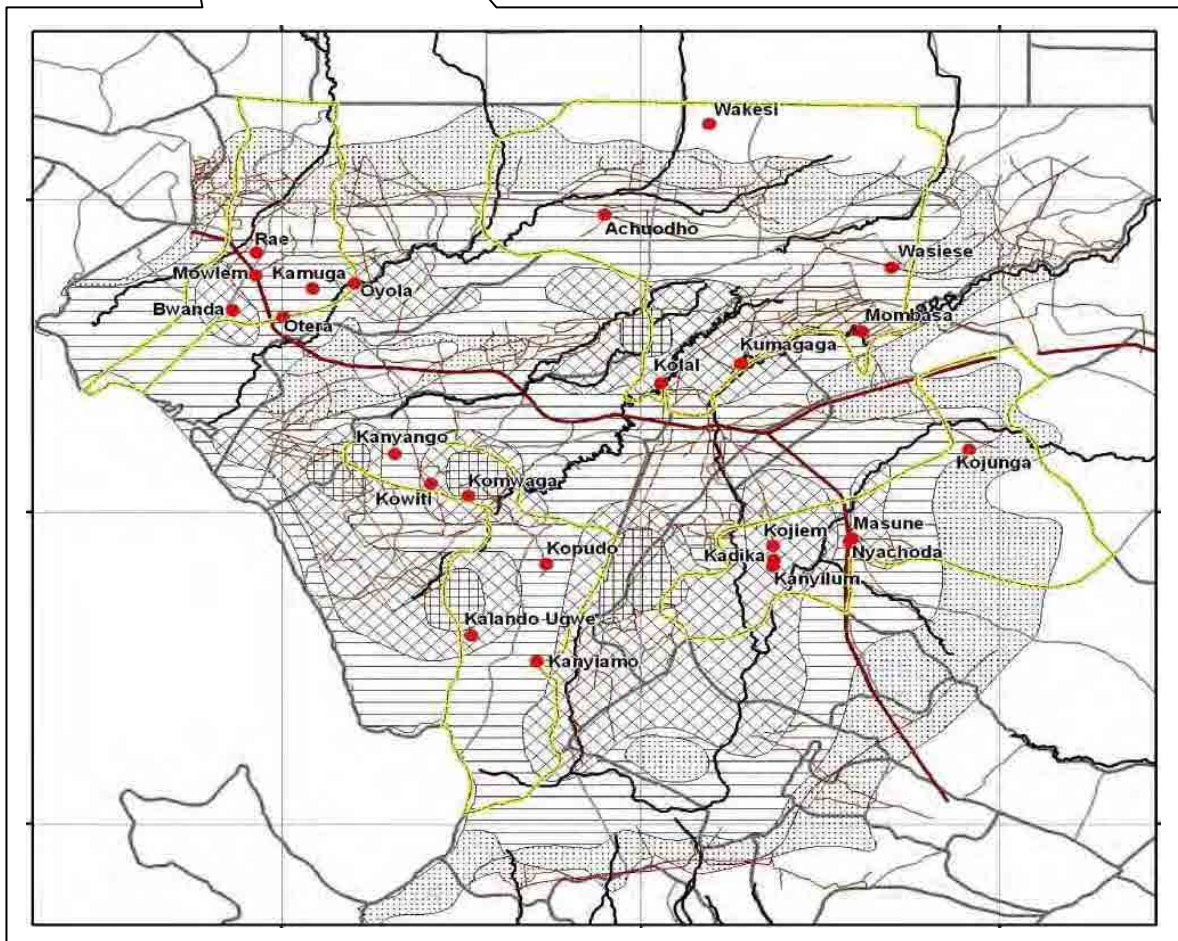 Wakesi
Achuodho
Rae
Wasiese
Mowlem
Kamuga
Oyola
Bwanda
Otera
Mombasa
Kumagaga
Kolal
Kanyango
Kojunga
Kowiti
Komwaga
Masune
Kojiem
Nyachoda
Kadika
Kopudo
Kanyilum
Kalando Ugwe
Kanyiamo